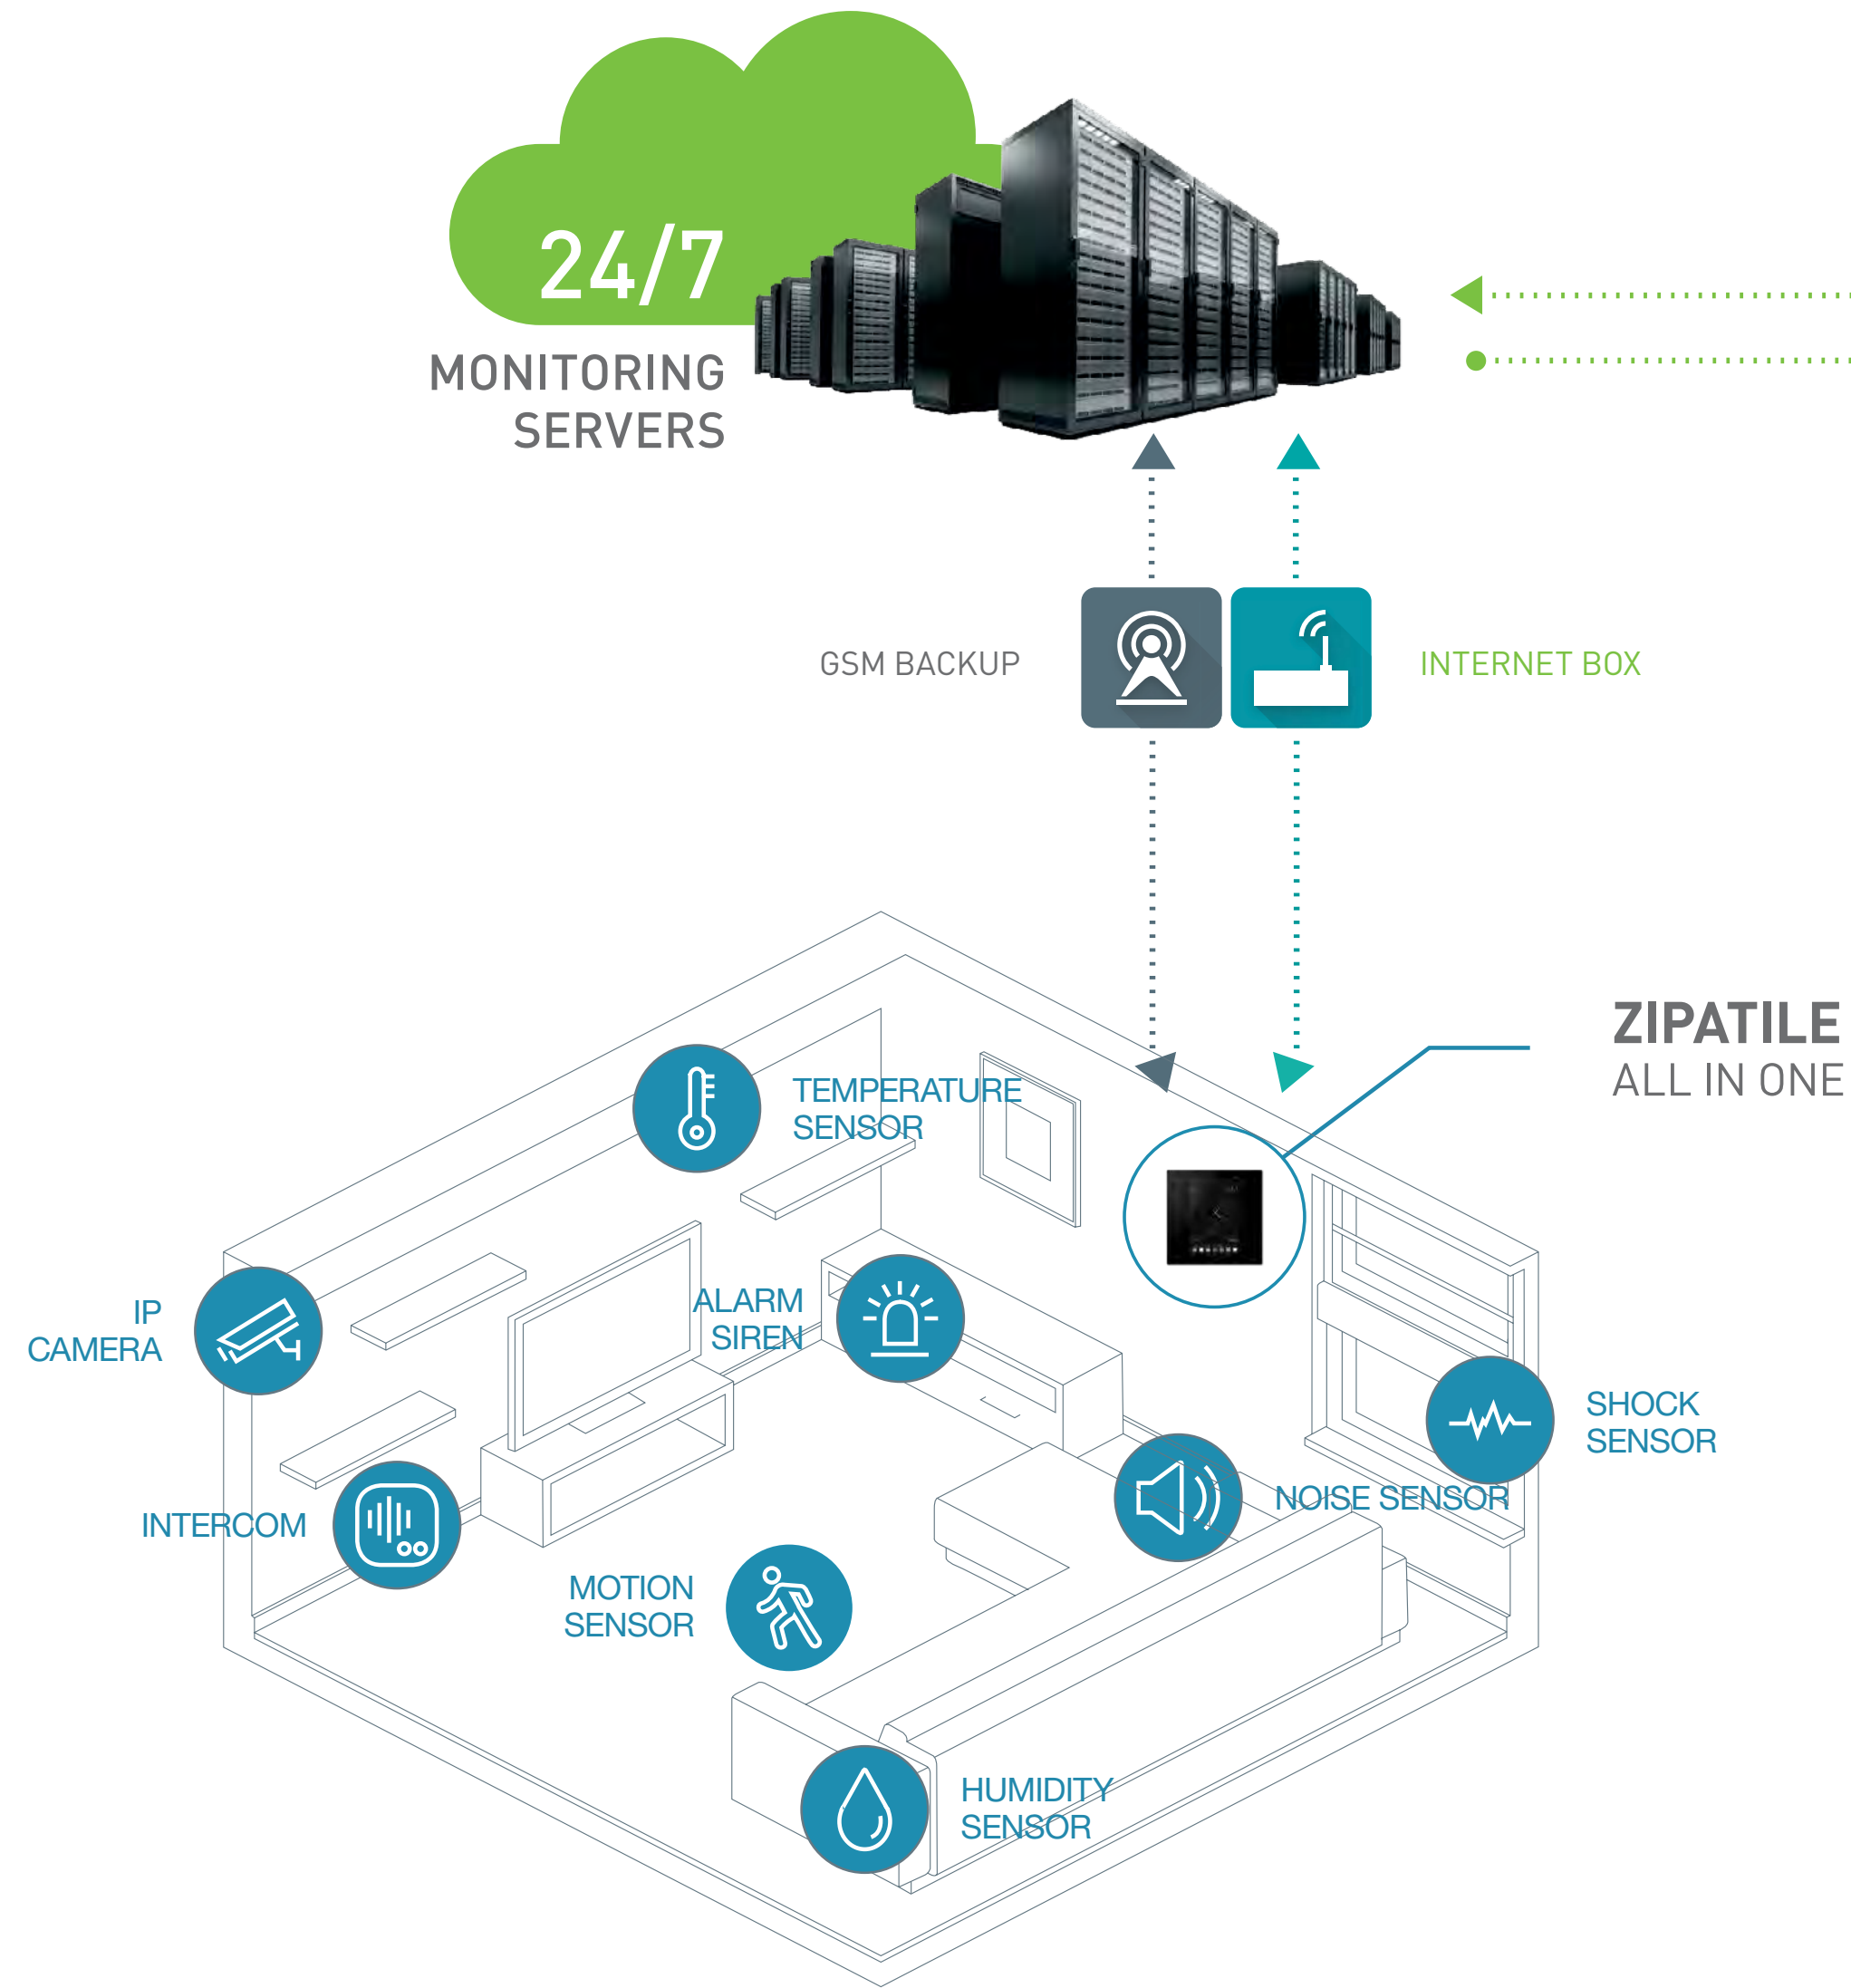 24/7
MONITORING
SERVERS
GSM BACKUP
INTERNET BOX
ZIPATILE
ALL IN ONE
TEMPERATURE
SENSOR
IP
CAMERA
ALARM
SIREN
SHOCK
SENSOR
INTERCOM
NOISE SENSOR
MOTION
SENSOR
HUMIDITY
SENSOR